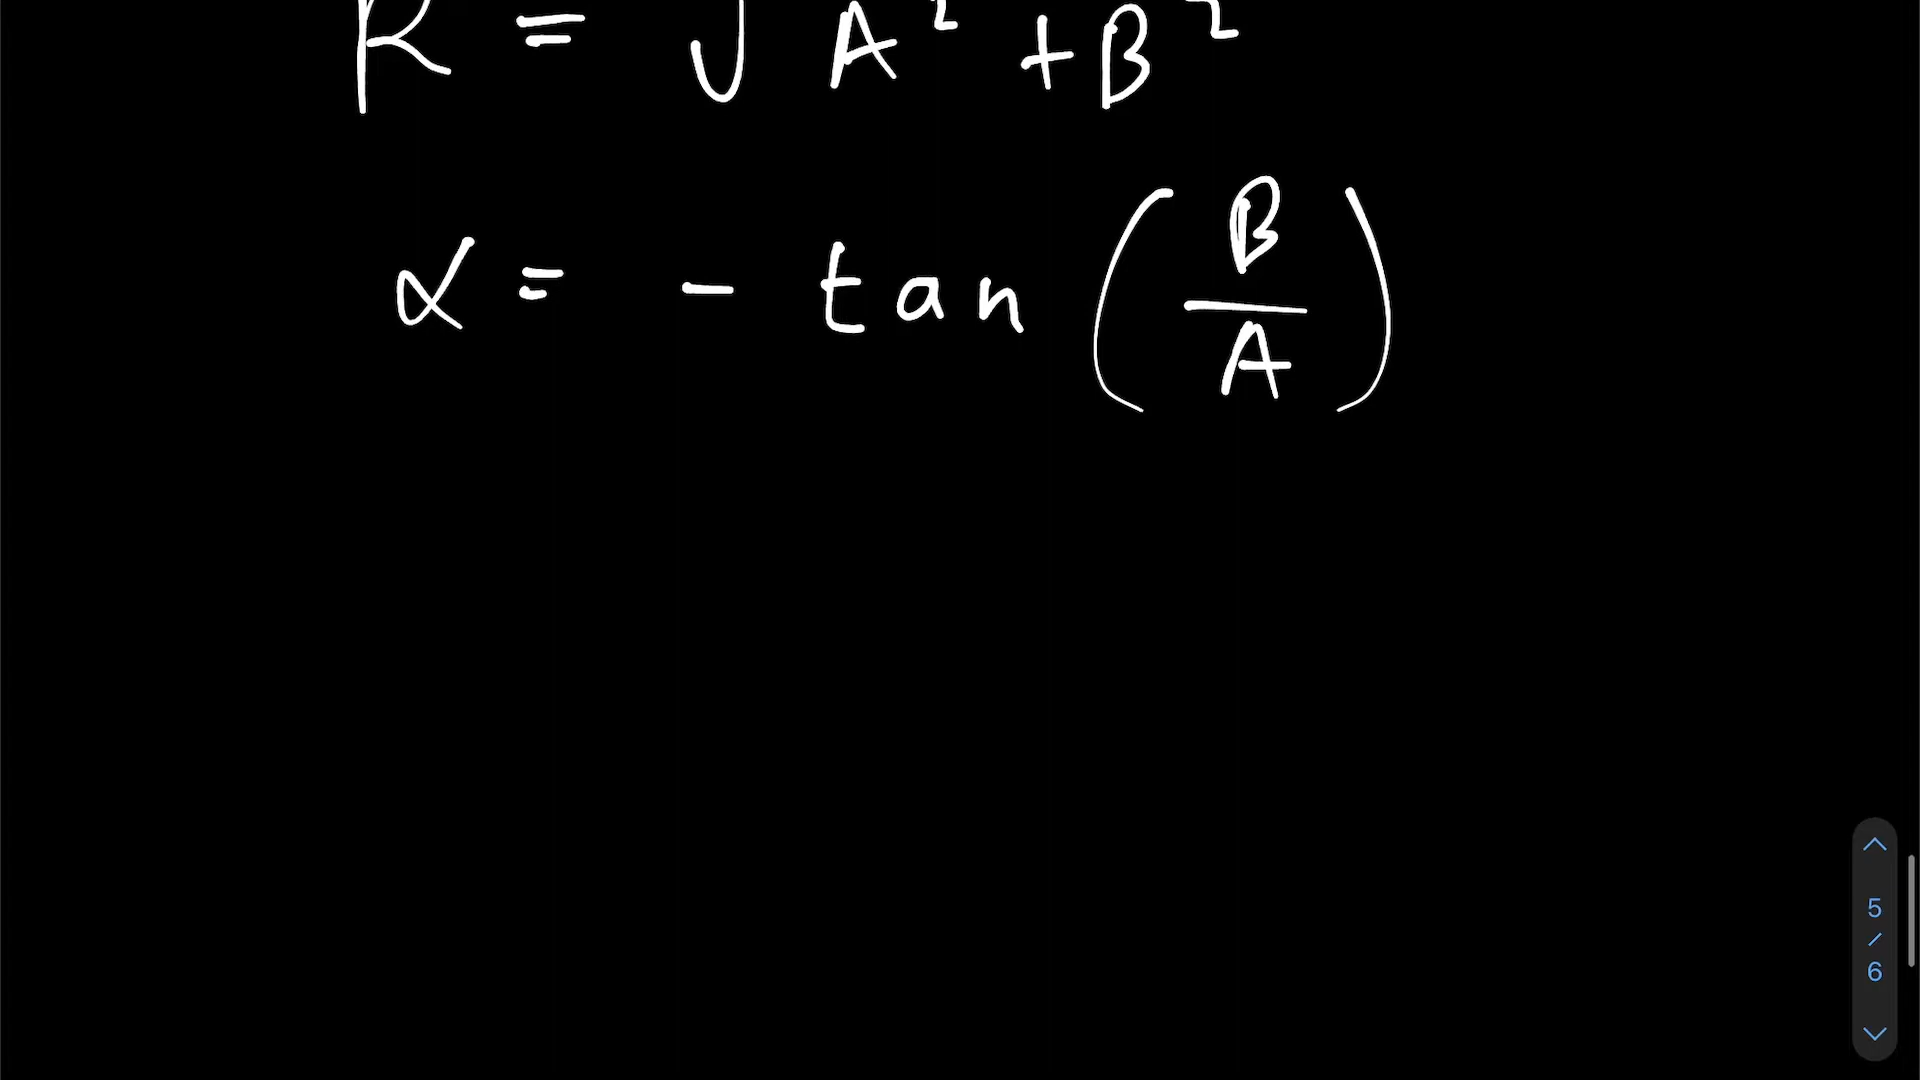 R = √ A² + B²
α = - tan ( B / A )
5
/
6